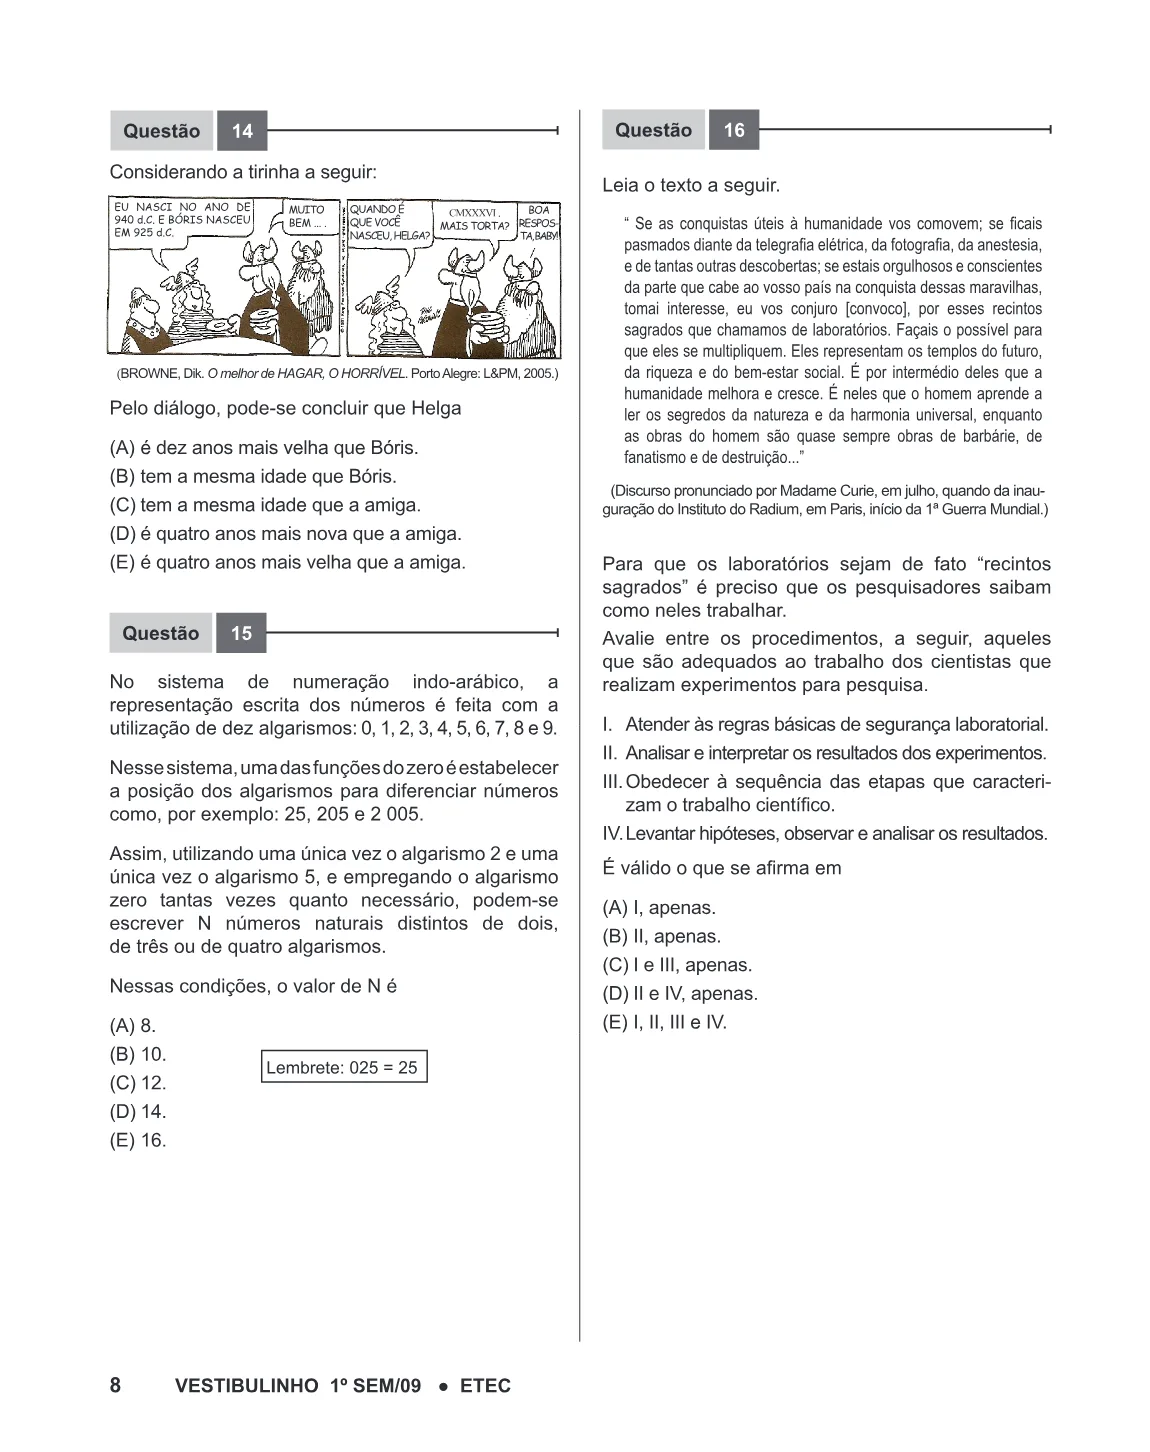 Questão 14
Considerando a tirinha a seguir:
EU NASCI NO ANO DE
940 d.C. E BÓRIS NASCEU
EM 925 d.C.
MUITO
BEM ... .
QUANDO É
QUE VOCÊ
NASCEU, HELGA?
CMXXXVI .
MAIS TORTA?
BOA
RESPOS-
TA, BABY!
(BROWNE, Dik. O melhor de HAGAR, O HORRÍVEL. Porto Alegre: L&PM, 2005.)
Pelo diálogo, pode-se concluir que Helga
(A) é dez anos mais velha que Bóris.
(B) tem a mesma idade que Bóris.
(C) tem a mesma idade que a amiga.
(D) é quatro anos mais nova que a amiga.
(E) é quatro anos mais velha que a amiga.
Questão 15
No sistema de numeração indo-arábico, a
representação escrita dos números é feita com a
utilização de dez algarismos: 0, 1, 2, 3, 4, 5, 6, 7, 8 e 9.
Nesse sistema, uma das funções do zero é estabelecer
a posição dos algarismos para diferenciar números
como, por exemplo: 25, 205 e 2 005.
Assim, utilizando uma única vez o algarismo 2 e uma
única vez o algarismo 5, e empregando o algarismo
zero tantas vezes quanto necessário, podem-se
escrever N números naturais distintos de dois,
de três ou de quatro algarismos.
Nessas condições, o valor de N é
(A) 8.
(B) 10.
(C) 12.
(D) 14.
(E) 16.
Lembrete: 025 = 25
Questão 16
Leia o texto a seguir.
“ Se as conquistas úteis à humanidade vos comovem; se ficais
pasmados diante da telegrafia elétrica, da fotografia, da anestesia,
e de tantas outras descobertas; se estais orgulhosos e conscientes
da parte que cabe ao vosso país na conquista dessas maravilhas,
tomai interesse, eu vos conjuro [convoco], por esses recintos
sagrados que chamamos de laboratórios. Façais o possível para
que eles se multipliquem. Eles representam os templos do futuro,
da riqueza e do bem-estar social. É por intermédio deles que a
humanidade melhora e cresce. É neles que o homem aprende a
ler os segredos da natureza e da harmonia universal, enquanto
as obras do homem são quase sempre obras de barbárie, de
fanatismo e de destruição...”
(Discurso pronunciado por Madame Curie, em julho, quando da inau-
guração do Instituto do Radium, em Paris, início da 1ª Guerra Mundial.)
Para que os laboratórios sejam de fato “recintos
sagrados” é preciso que os pesquisadores saibam
como neles trabalhar.
Avalie entre os procedimentos, a seguir, aqueles
que são adequados ao trabalho dos cientistas que
realizam experimentos para pesquisa.
I. Atender às regras básicas de segurança laboratorial.
II. Analisar e interpretar os resultados dos experimentos.
III. Obedecer à sequência das etapas que caracteri-
zam o trabalho científico.
IV. Levantar hipóteses, observar e analisar os resultados.
É válido o que se afirma em
(A) I, apenas.
(B) II, apenas.
(C) I e III, apenas.
(D) II e IV, apenas.
(E) I, II, III e IV.
8 VESTIBULINHO 1º SEM/09 ● ETEC